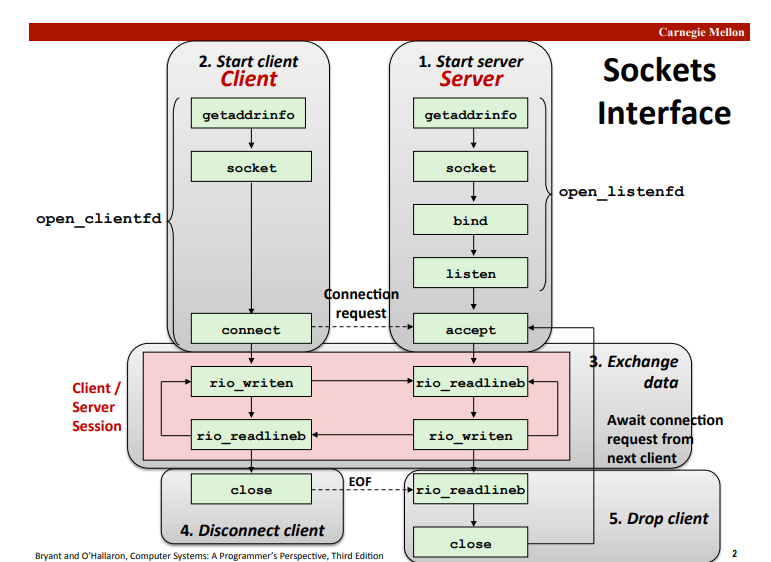 Carnegie Mellon
Sockets
Interface
2. Start client
Client
1. Start server
Server
getaddrinfo
getaddrinfo
socket
socket
open_clientfd
open_listenfd
bind
listen
Connection
request
connect
accept
3. Exchange
data
Client /
Server
Session
rio_writen
rio_readlineb
rio_readlineb
rio_writen
Await connection
request from
next client
close
EOF
rio_readlineb
4. Disconnect client
5. Drop client
close
Bryant and O'Hallaron, Computer Systems: A Programmer's Perspective, Third Edition
2